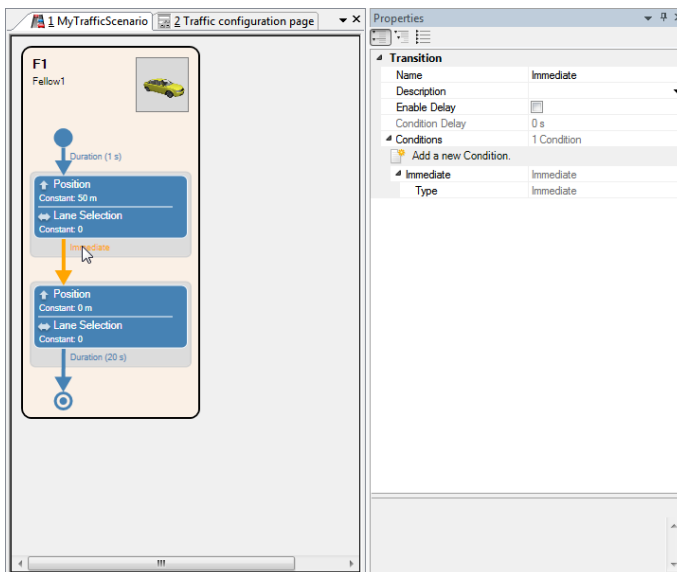 1 MyTrafficScenario
2 Traffic configuration page
F1
Fellow1
Duration (1 s)
Position
Constant: 50 m
Lane Selection
Constant: 0
Immediate
Position
Constant: 0 m
Lane Selection
Constant: 0
Duration (20 s)
Properties
Transition
Name Immediate
Description
Enable Delay
Condition Delay 0 s
Conditions 1 Condition
Add a new Condition.
Immediate Immediate
Type Immediate